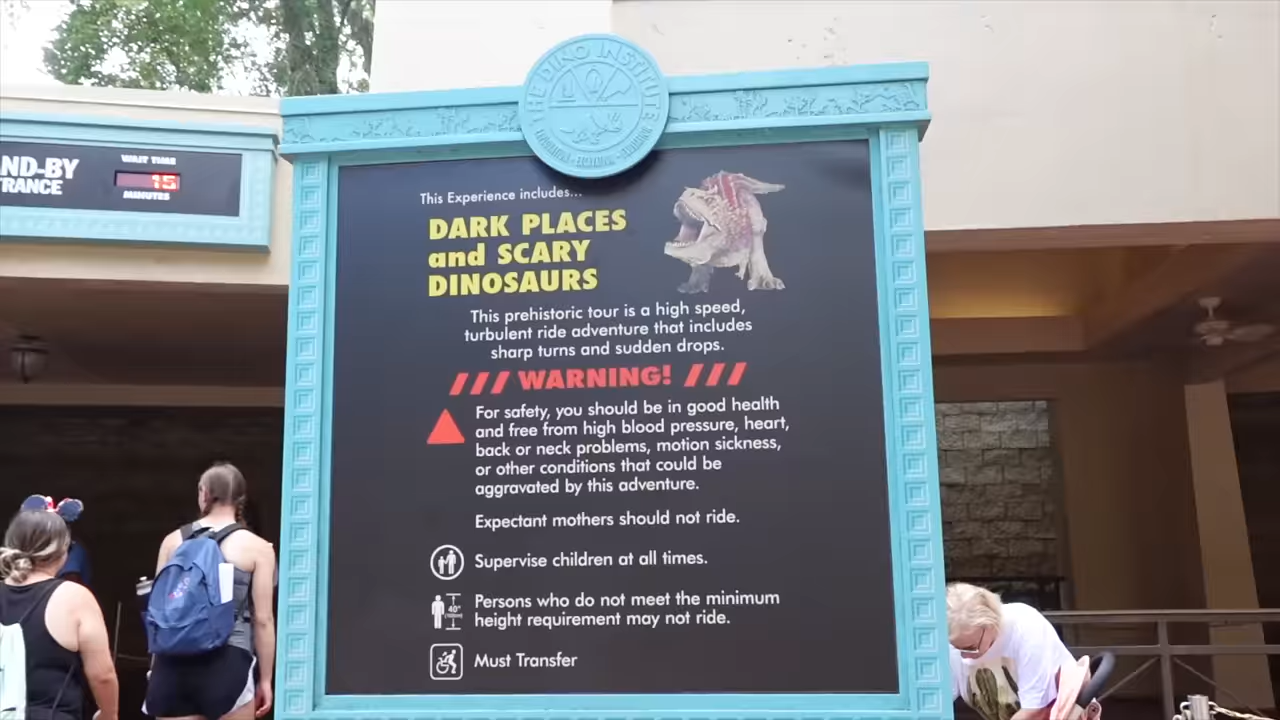 ND-BY
TRANCE
WAIT TIME
15
MINUTES
THE DINO INSTITUTE
This Experience includes...
DARK PLACES
and SCARY
DINOSAURS
This prehistoric tour is a high speed,
turbulent ride adventure that includes
sharp turns and sudden drops.
WARNING!
For safety, you should be in good health
and free from high blood pressure, heart,
back or neck problems, motion sickness,
or other conditions that could be
aggravated by this adventure.
Expectant mothers should not ride.
Supervise children at all times.
40"
Persons who do not meet the minimum
height requirement may not ride.
Must Transfer